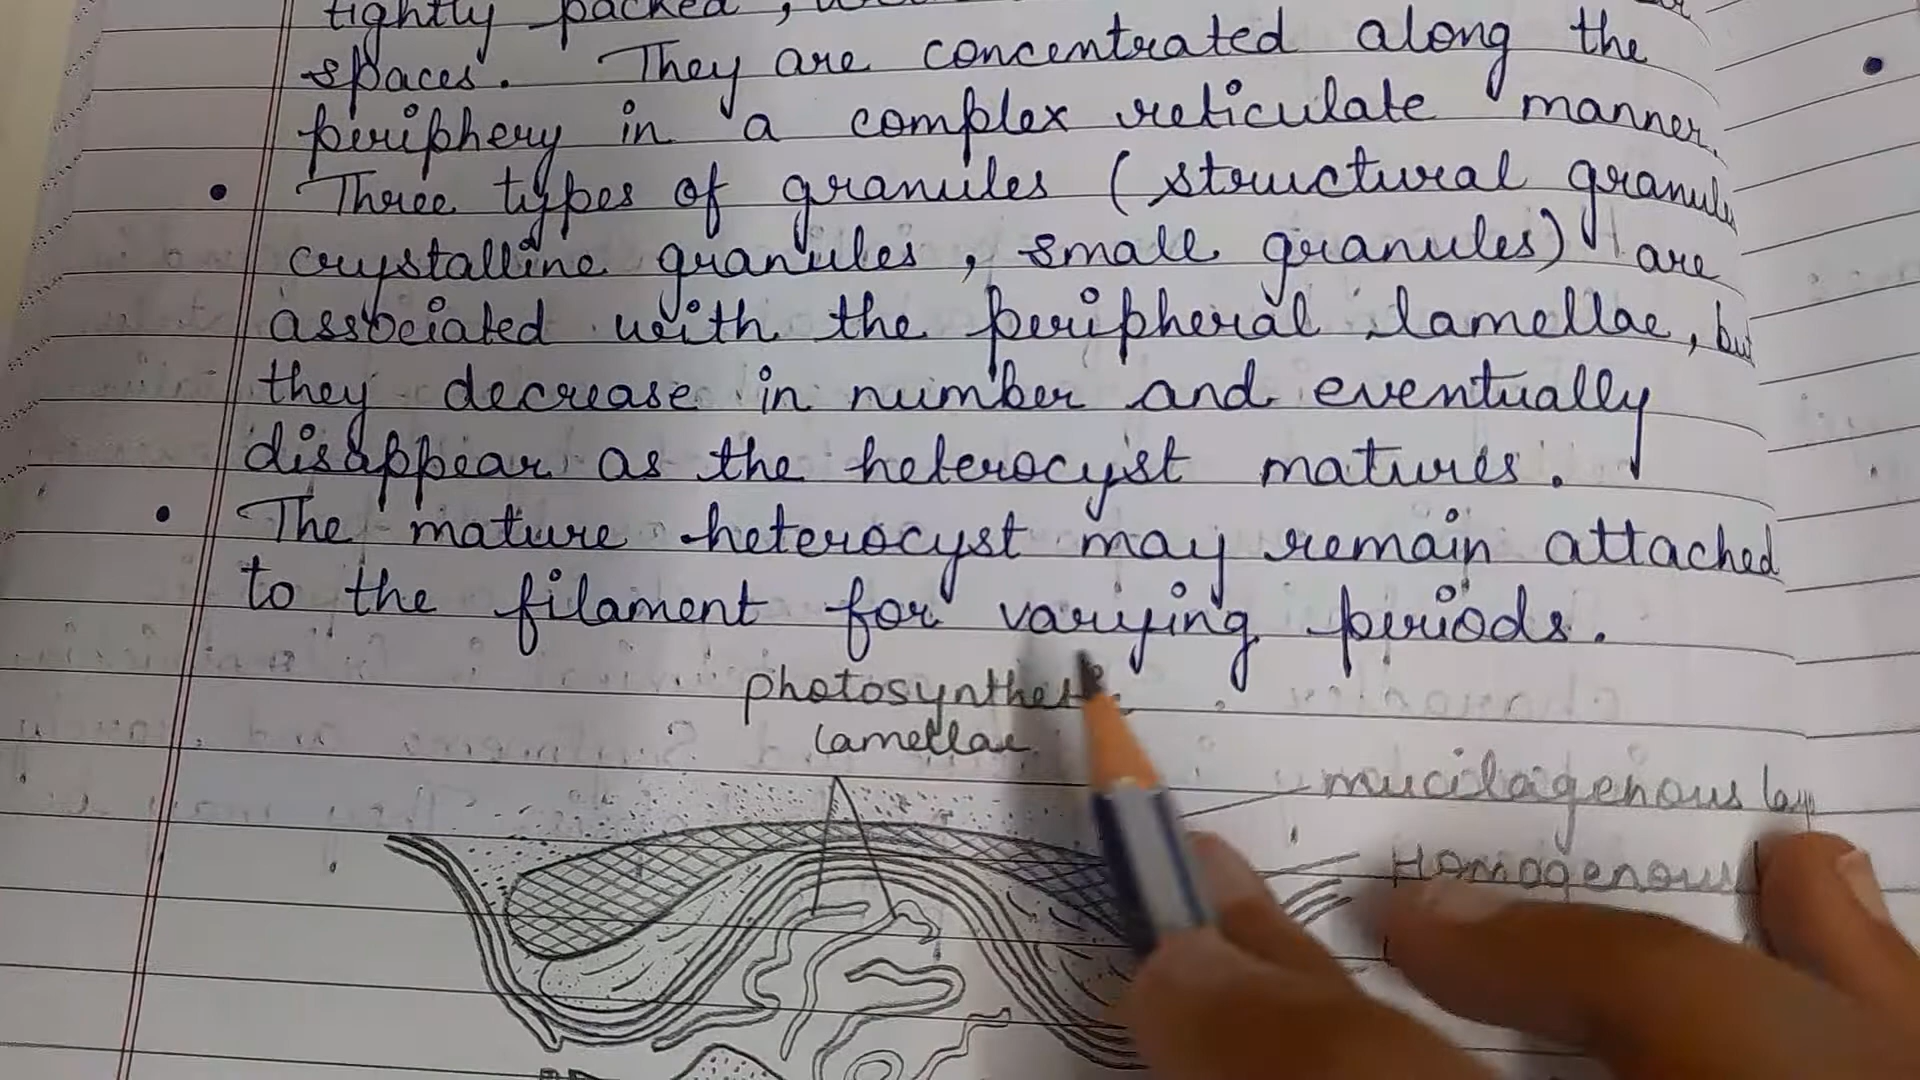 tightly packed,
spaces. They are concentrated along the
periphery in a complex reticulate manner.
Three types of granules (structural granules
crystalline granules, small granules) are
associated with the peripheral lamellae, but
they decrease in number and eventually
disappear as the heterocyst matures.
The mature heterocyst may remain attached
to the filament for varying periods.
photosynthetic
lamellae
mucilagenous
Homogenous